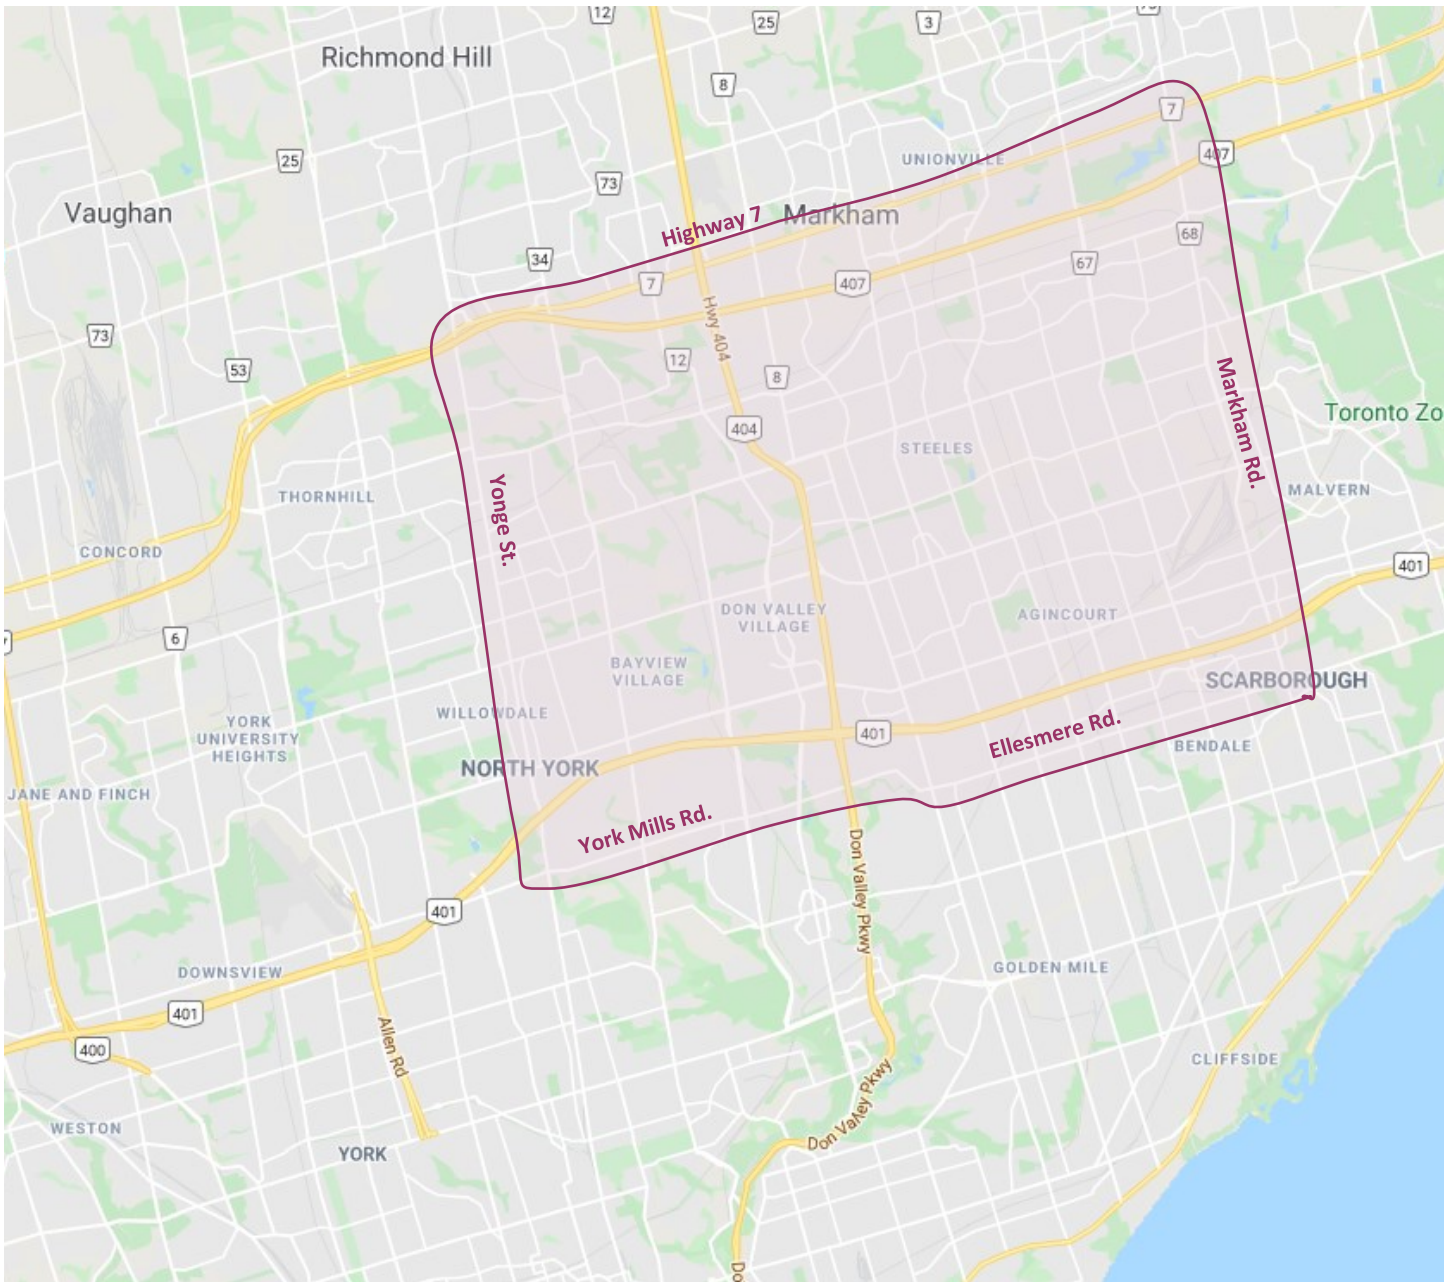 12
25
3
Richmond Hill
8
7
25
407
UNIONVILLE
73
Vaughan
Markham
Highway 7
68
34
67
7
407
Hwy 404
73
12
53
8
Markham Rd.
Toronto Zo
404
STEELES
THORNHILL
MALVERN
Yonge St.
CONCORD
401
DON VALLEY
VILLAGE
AGINCOURT
6
BAYVIEW
VILLAGE
SCARBOROUGH
WILLOWDALE
YORK
UNIVERSITY
HEIGHTS
401
Ellesmere Rd.
BENDALE
NORTH YORK
JANE AND FINCH
York Mills Rd.
Don Valley Pkwy
401
DOWNSVIEW
GOLDEN MILE
401
Allen Rd
400
CLIFFSIDE
Don Valley Pkwy
WESTON
YORK
Do